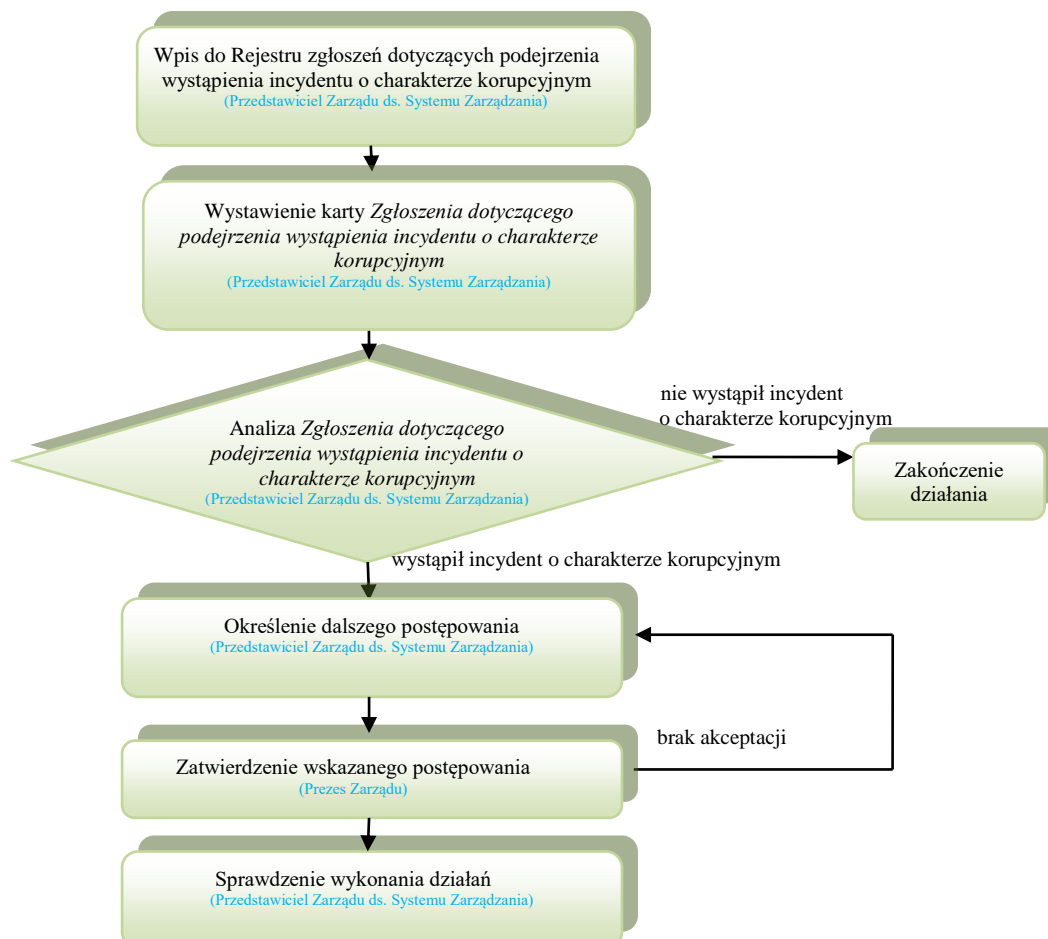 Wpis do Rejestru zgłoszeń dotyczących podejrzenia
wystąpienia incydentu o charakterze korupcyjnym
(Przedstawiciel Zarządu ds. Systemu Zarządzania)
Wystawienie karty Zgłoszenia dotyczącego
podejrzenia wystąpienia incydentu o charakterze
korupcyjnym
(Przedstawiciel Zarządu ds. Systemu Zarządzania)
Analiza Zgłoszenia dotyczącego
podejrzenia wystąpienia incydentu o
charakterze korupcyjnym
(Przedstawiciel Zarządu ds. Systemu Zarządzania)
nie wystąpił incydent
o charakterze korupcyjnym
Zakończenie
działania
wystąpił incydent o charakterze korupcyjnym
Określenie dalszego postępowania
(Przedstawiciel Zarządu ds. Systemu Zarządzania)
brak akceptacji
Zatwierdzenie wskazanego postępowania
(Prezes Zarządu)
Sprawdzenie wykonania działań
(Przedstawiciel Zarządu ds. Systemu Zarządzania)